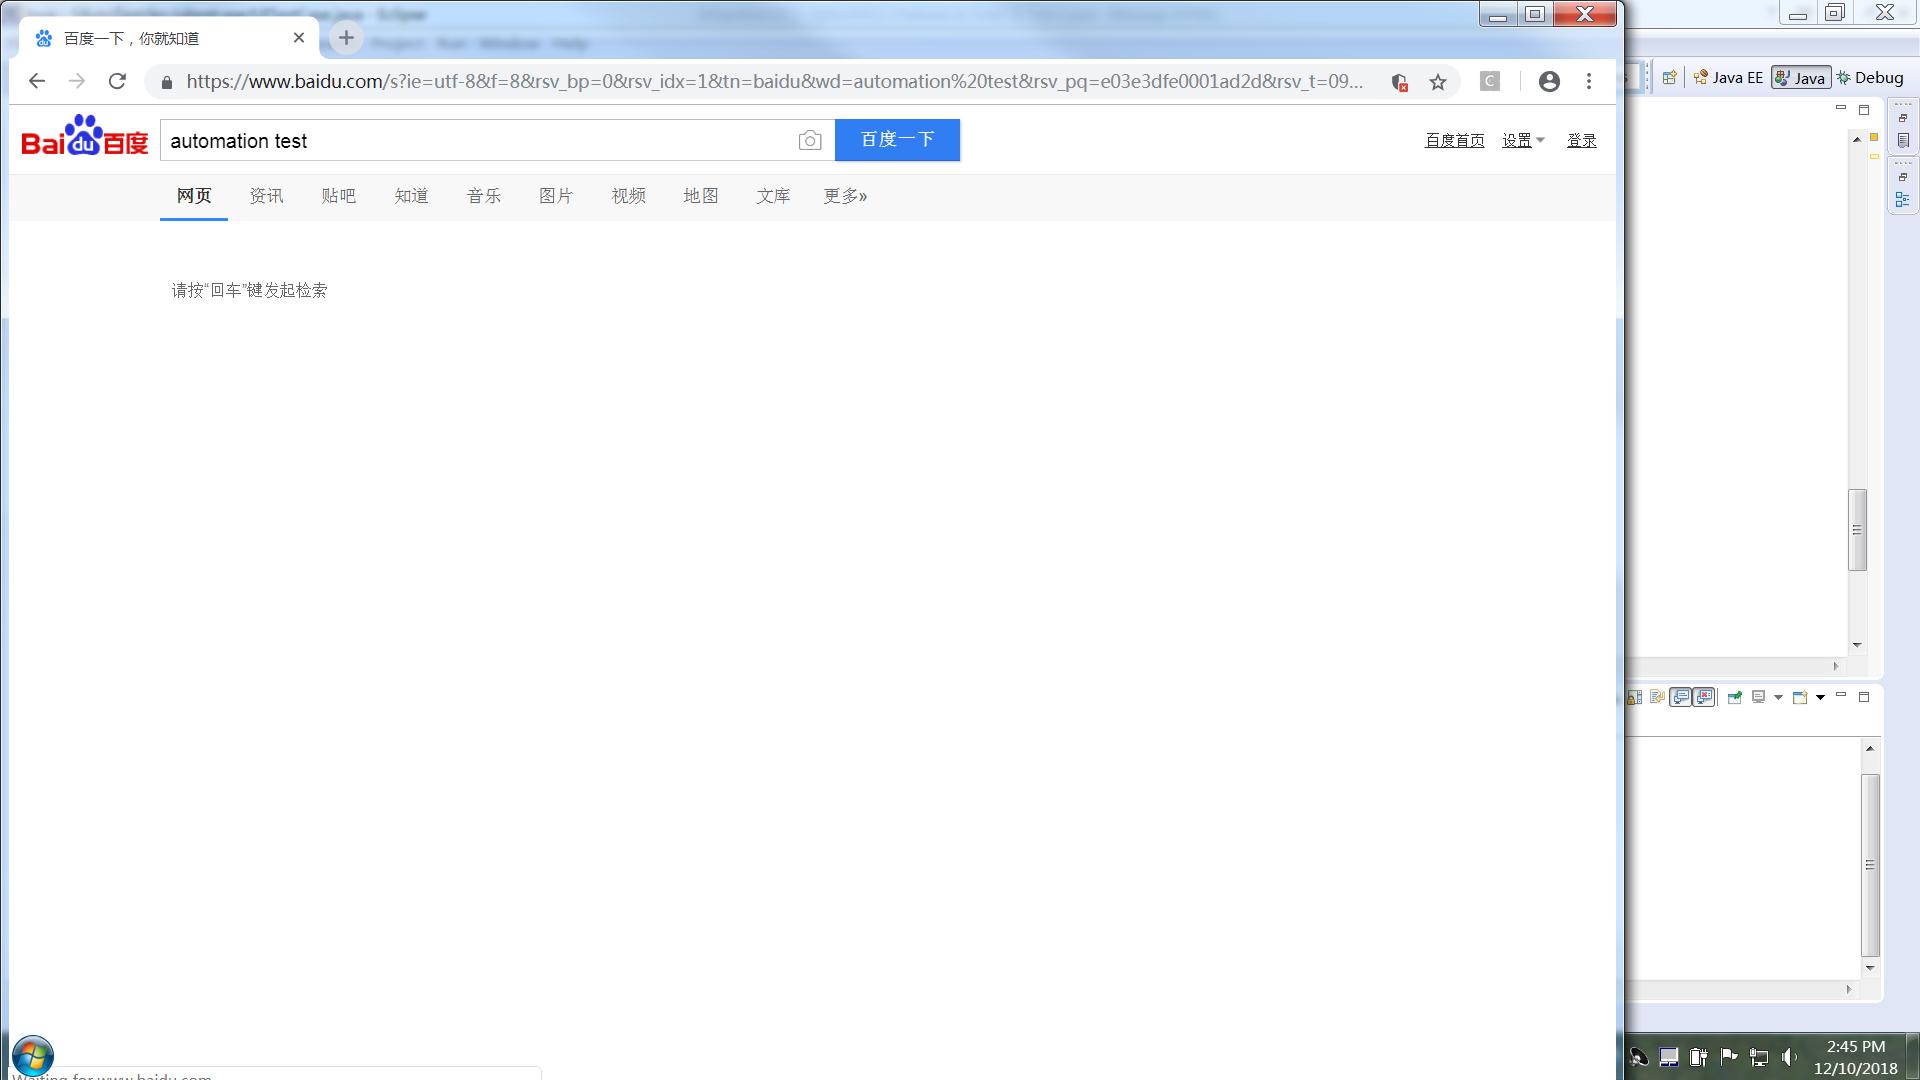 百度一下，你就知道
https://www.baidu.com/s?ie=utf-8&f=8&rsv_bp=0&rsv_idx=1&tn=baidu&wd=automation%20test&rsv_pq=e03e3dfe0001ad2d&rsv_t=09...
C
Java EE
Java
Debug
Bai du 百度
automation test
百度一下
百度首页
设置
登录
网页 资讯 贴吧 知道 音乐 图片 视频 地图 文库 更多»
请按“回车”键发起检索
Waiting for www.baidu.com
2:45 PM
12/10/2018